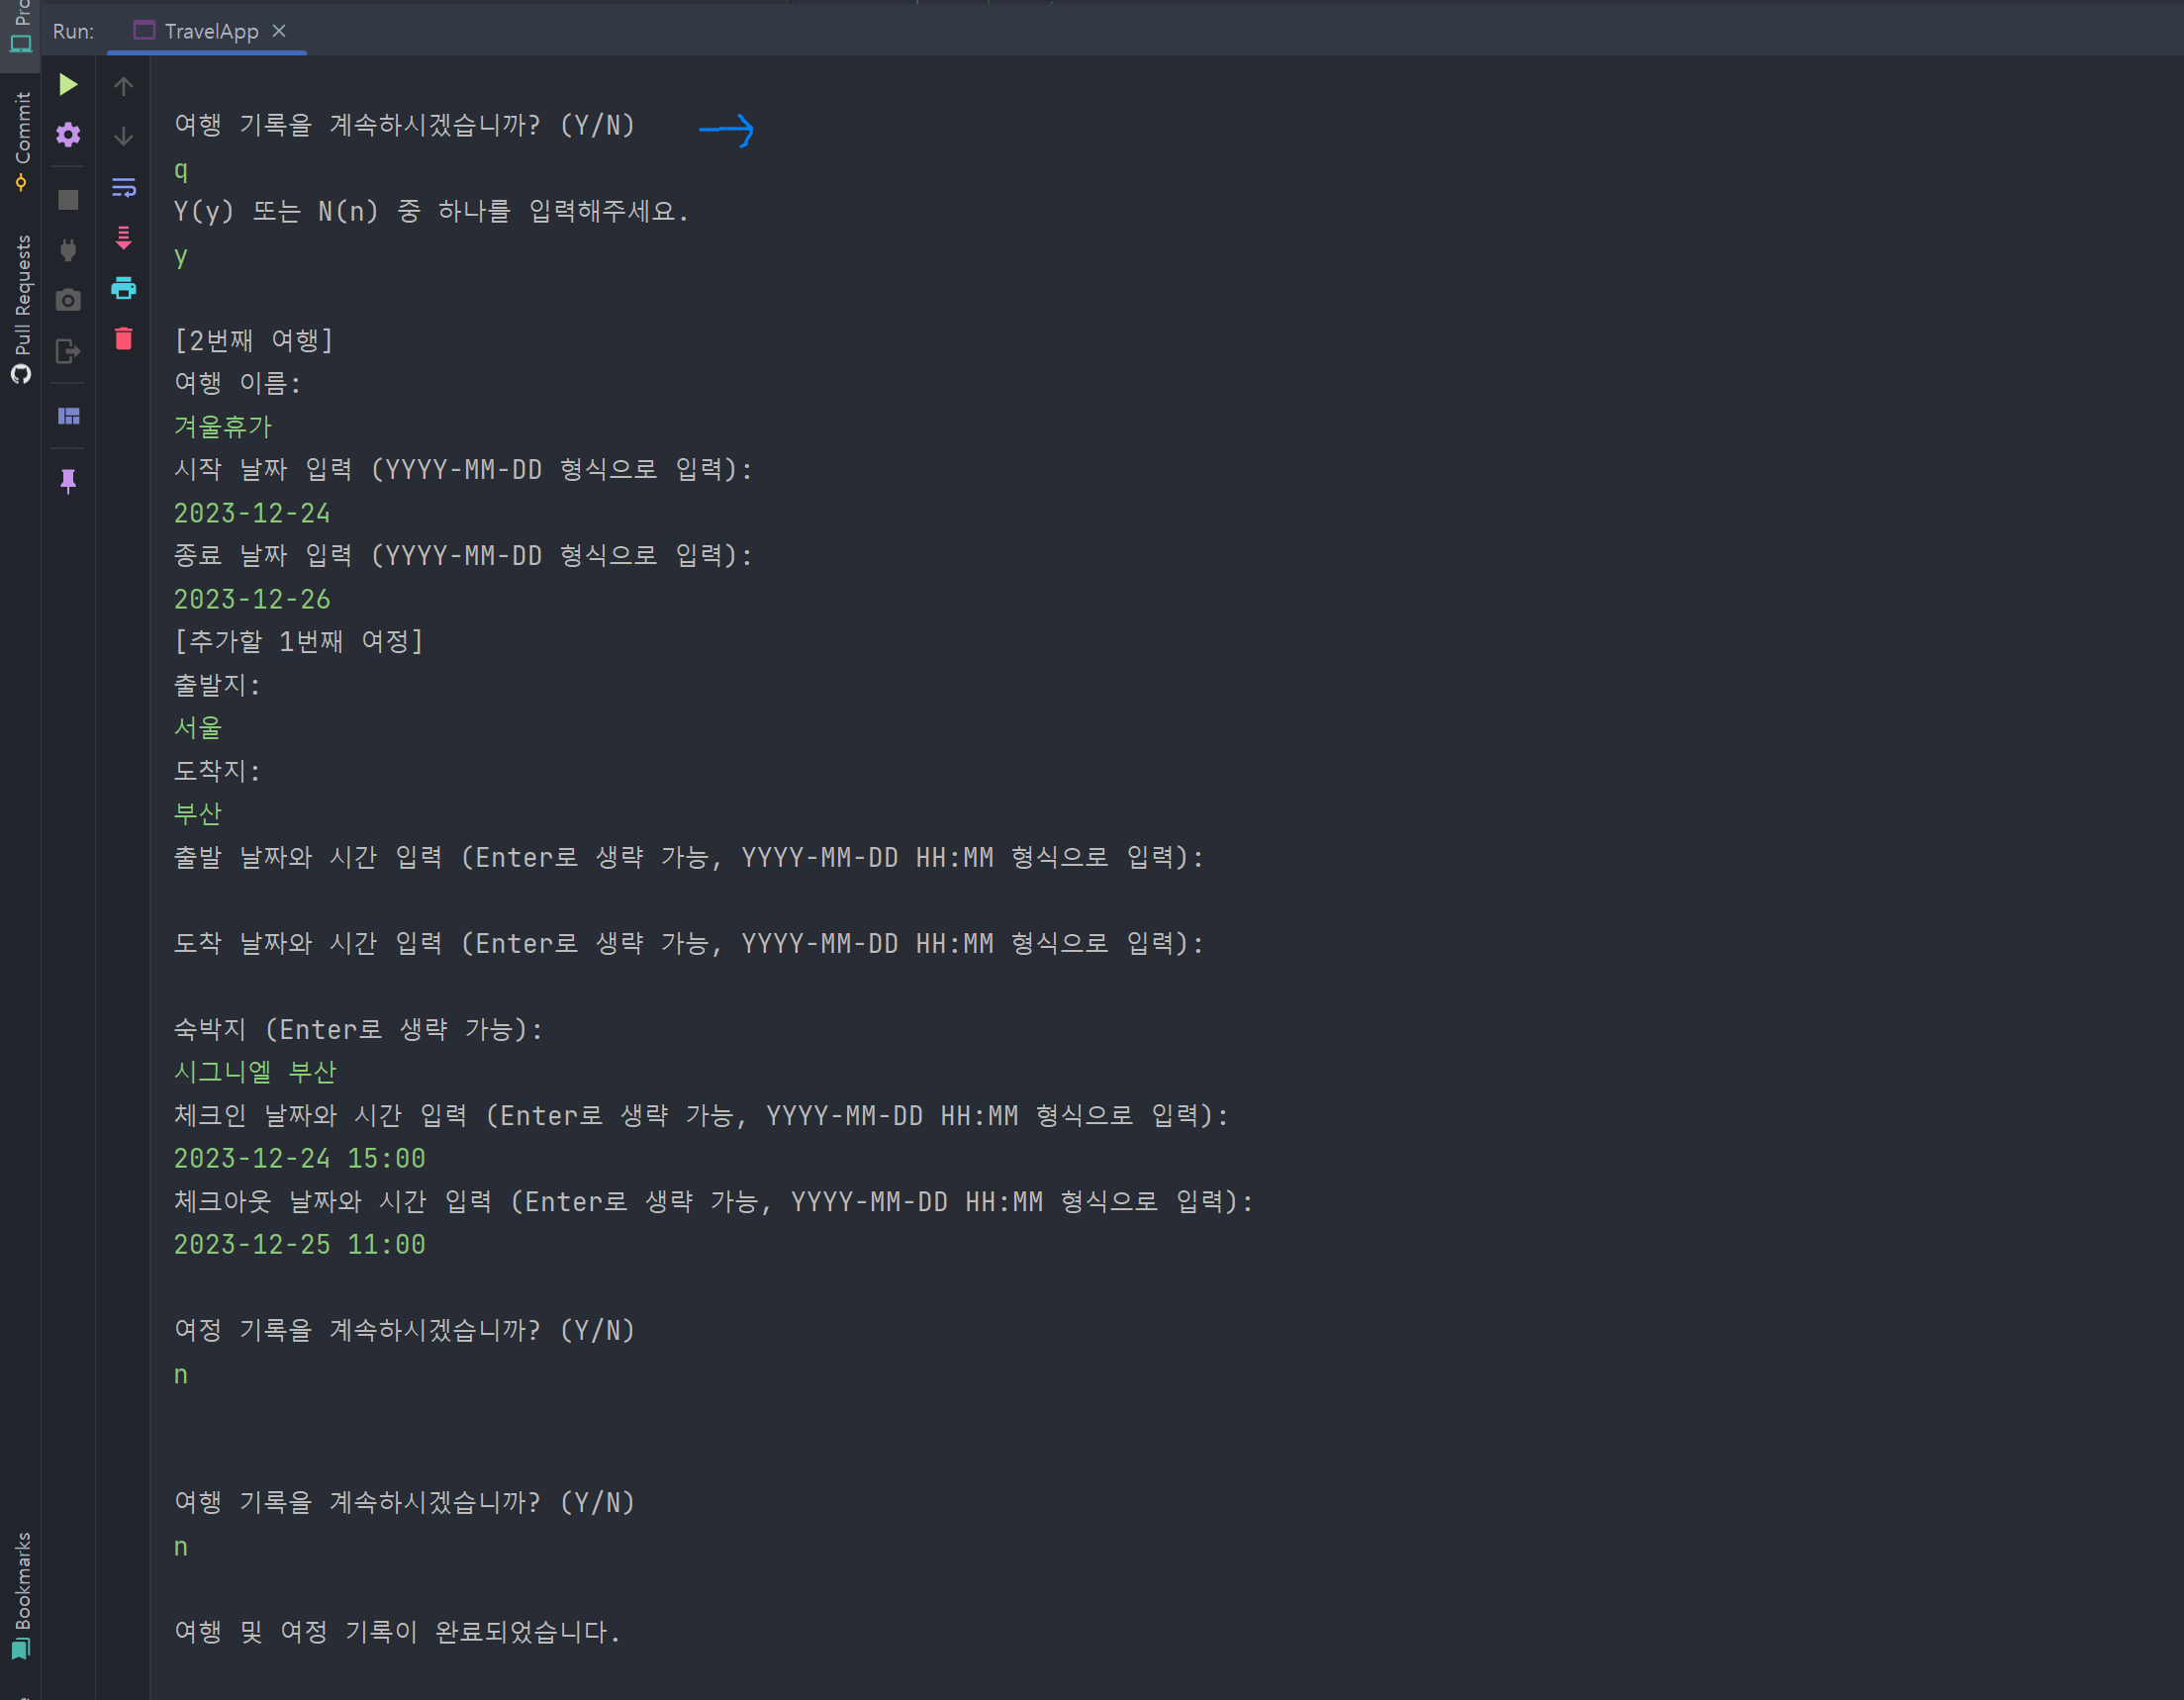 Run: TravelApp
Commit
Pull Requests
Bookmarks
여행 기록을 계속하시겠습니까? (Y/N)
q
Y(y) 또는 N(n) 중 하나를 입력해주세요.
y
[2번째 여행]
여행 이름:
겨울휴가
시작 날짜 입력 (YYYY-MM-DD 형식으로 입력):
2023-12-24
종료 날짜 입력 (YYYY-MM-DD 형식으로 입력):
2023-12-26
[추가할 1번째 여정]
출발지:
서울
도착지:
부산
출발 날짜와 시간 입력 (Enter로 생략 가능, YYYY-MM-DD HH:MM 형식으로 입력):
도착 날짜와 시간 입력 (Enter로 생략 가능, YYYY-MM-DD HH:MM 형식으로 입력):
숙박지 (Enter로 생략 가능):
시그니엘 부산
체크인 날짜와 시간 입력 (Enter로 생략 가능, YYYY-MM-DD HH:MM 형식으로 입력):
2023-12-24 15:00
체크아웃 날짜와 시간 입력 (Enter로 생략 가능, YYYY-MM-DD HH:MM 형식으로 입력):
2023-12-25 11:00
여정 기록을 계속하시겠습니까? (Y/N)
n
여행 기록을 계속하시겠습니까? (Y/N)
n
여행 및 여정 기록이 완료되었습니다.